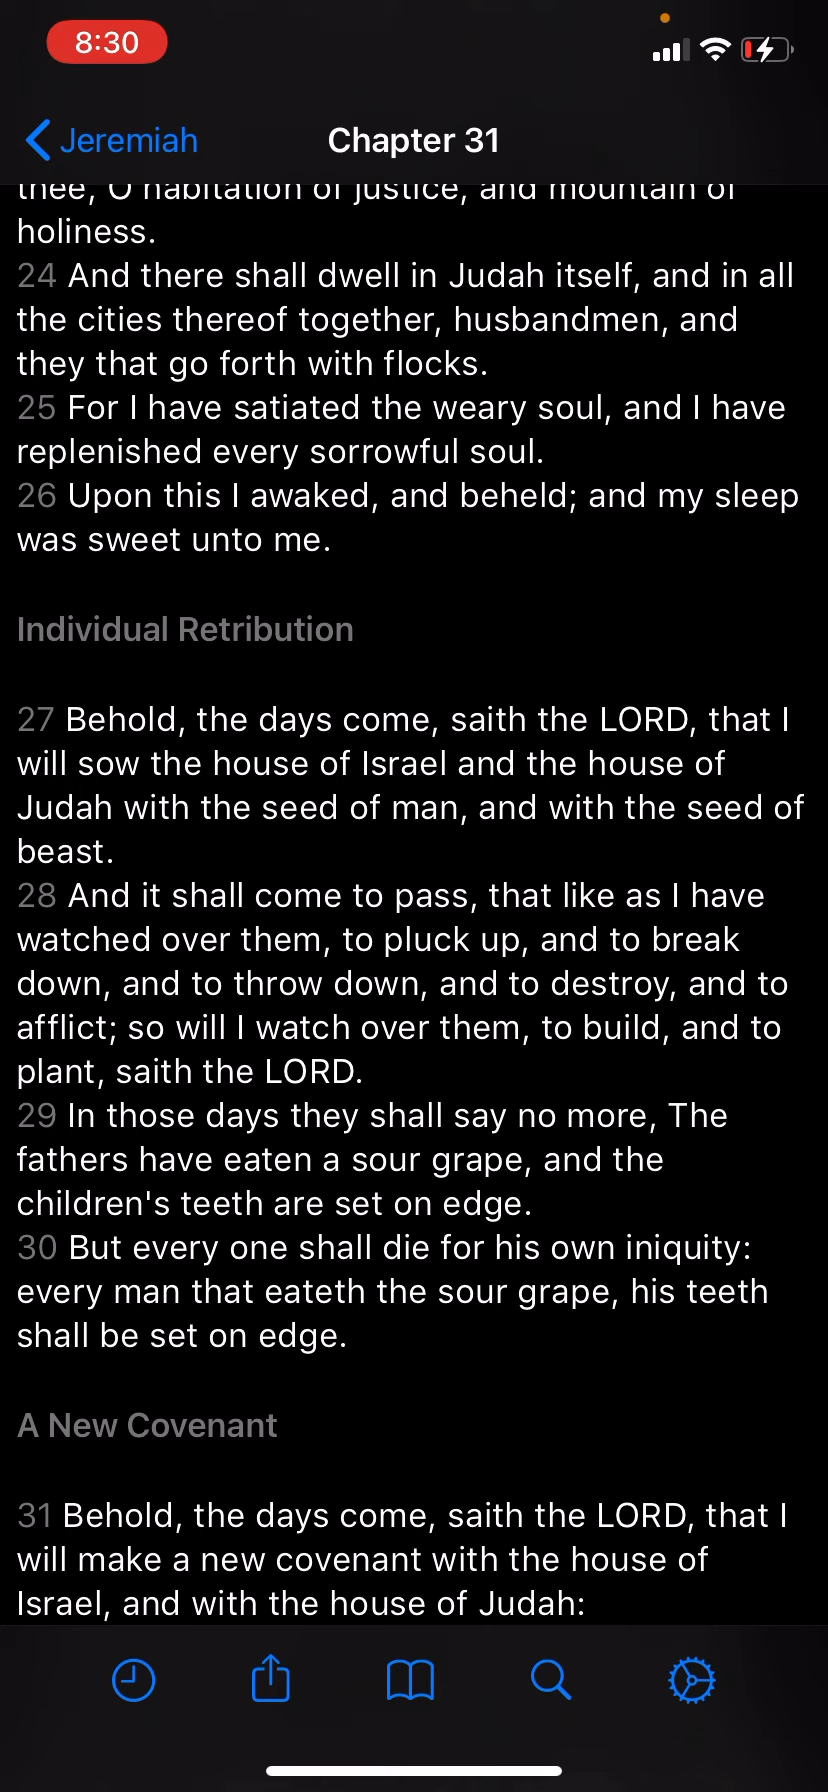 8:30
Jeremiah
Chapter 31
thee, O habitation of justice, and mountain of
holiness.
24 And there shall dwell in Judah itself, and in all
the cities thereof together, husbandmen, and
they that go forth with flocks.
25 For I have satiated the weary soul, and I have
replenished every sorrowful soul.
26 Upon this I awaked, and beheld; and my sleep
was sweet unto me.
Individual Retribution
27 Behold, the days come, saith the LORD, that I
will sow the house of Israel and the house of
Judah with the seed of man, and with the seed of
beast.
28 And it shall come to pass, that like as I have
watched over them, to pluck up, and to break
down, and to throw down, and to destroy, and to
afflict; so will I watch over them, to build, and to
plant, saith the LORD.
29 In those days they shall say no more, The
fathers have eaten a sour grape, and the
children's teeth are set on edge.
30 But every one shall die for his own iniquity:
every man that eateth the sour grape, his teeth
shall be set on edge.
A New Covenant
31 Behold, the days come, saith the LORD, that I
will make a new covenant with the house of
Israel, and with the house of Judah: